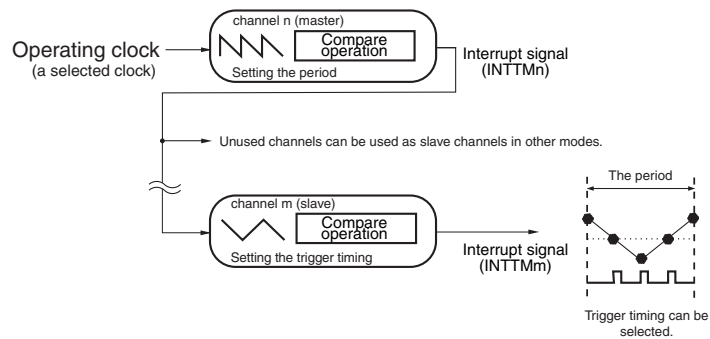 channel n (master)
Compare
operation
Operating clock
(a selected clock)
Setting the period
Interrupt signal
(INTTMn)
Unused channels can be used as slave channels in other modes.
channel m (slave)
Compare
operation
Setting the trigger timing
Interrupt signal
(INTTMm)
The period
Trigger timing can be
selected.